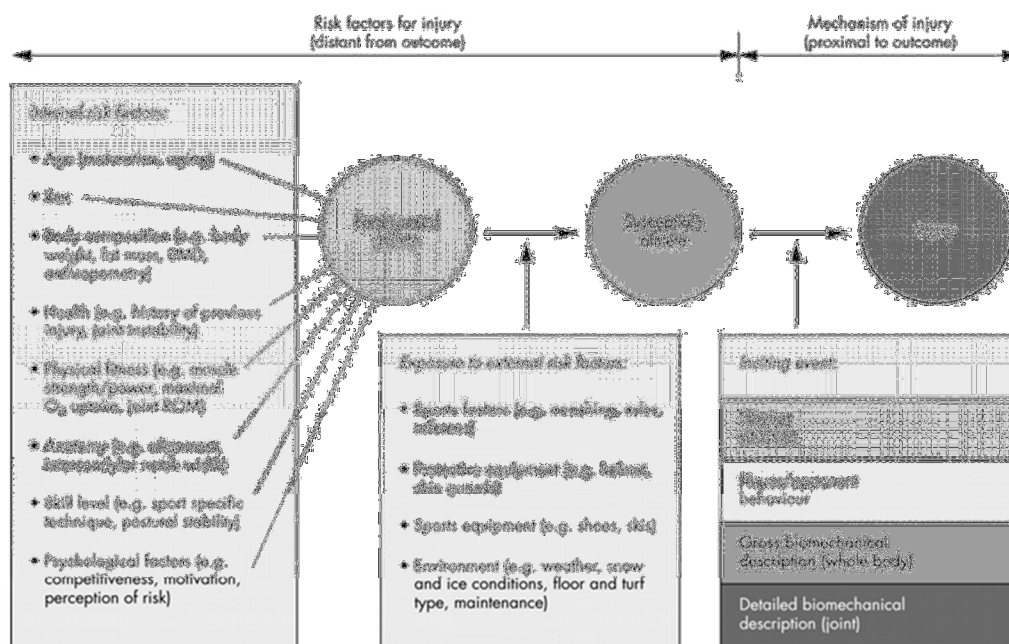 Risk factors for injury
(distant from outcome)
Mechanism of injury
(proximal to outcome)
Internal risk factors:
• Age (maturation, aging)
• Sex
• Body composition (e.g. body
weight, fat mass, BMD,
anthropometry)
• Health (e.g. history of previous
injury, joint instability)
• Physical fitness (e.g. muscle
strength/power, maximal
O₂ uptake, joint ROM)
• Anatomy (e.g. alignment,
intercondylar notch width)
• Skill level (e.g. sport specific
technique, postural stability)
• Psychological factors (e.g.
competitiveness, motivation,
perception of risk)
Predisposed
athlete
Susceptible
athlete
Exposure to external risk factors:
• Sports factors (e.g. coaching, rules,
referees)
• Protective equipment (e.g. helmet,
shin guards)
• Sports equipment (e.g. shoes, skis)
• Environment (e.g. weather, snow
and ice conditions, floor and turf
type, maintenance)
Inciting event:
Player/opponent
behaviour
Gross biomechanical
description (whole body)
Detailed biomechanical
description (joint)